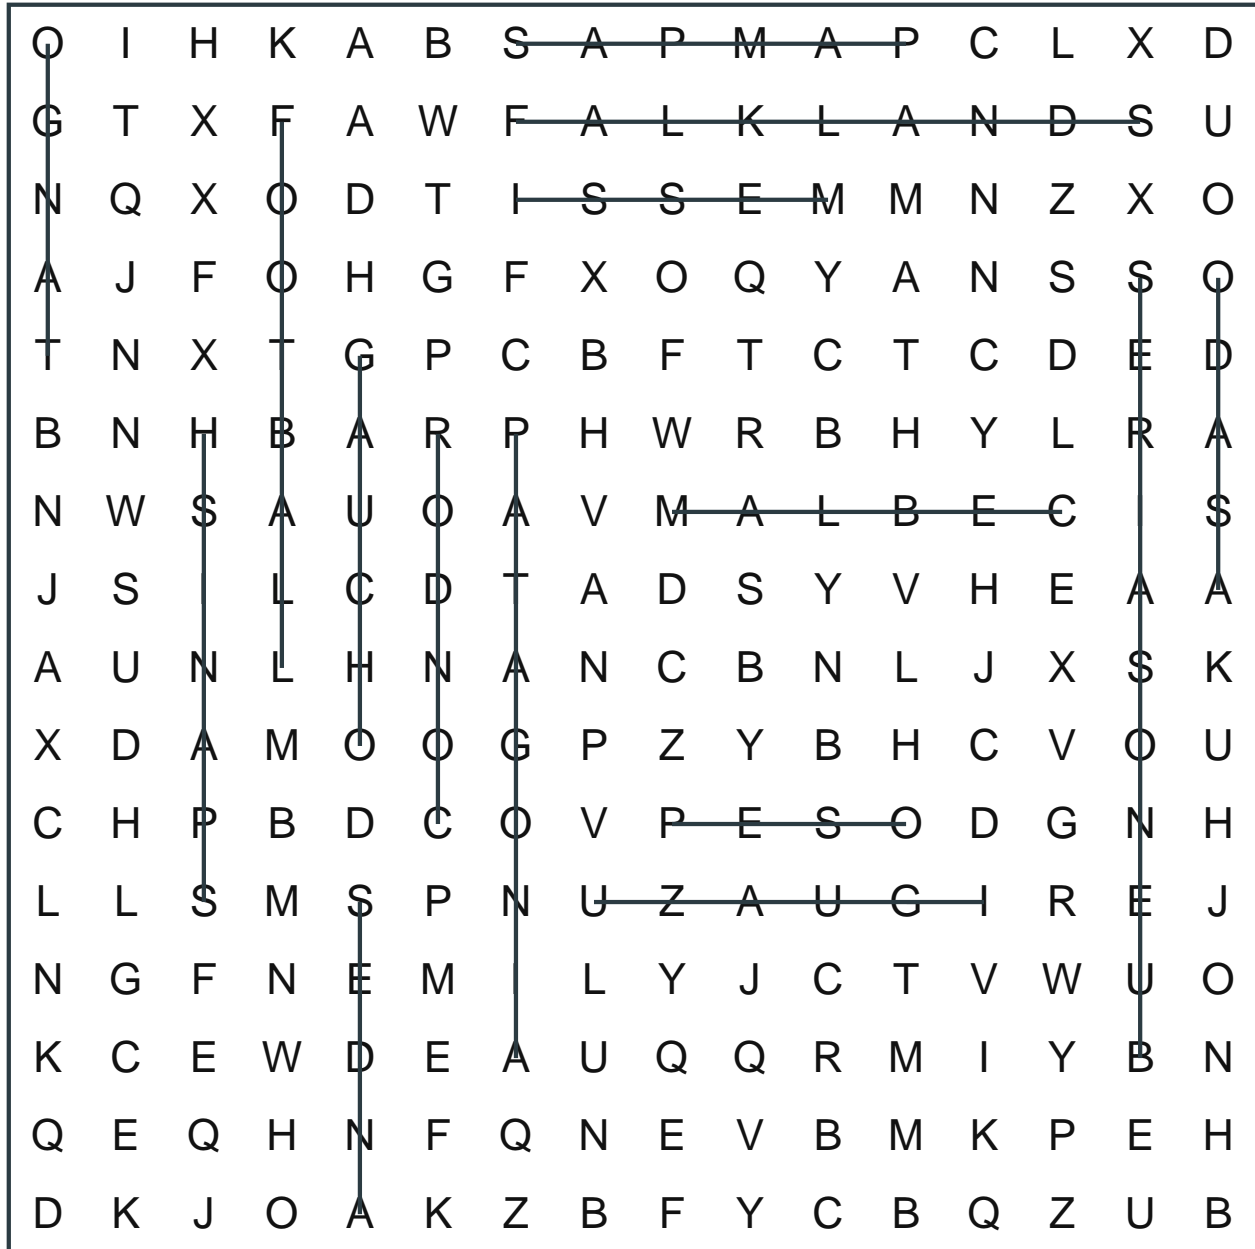 O I H K A B S A P M A P C L X D
G T X F A W F A L K L A N D S U
N Q X O D T I S S E M M N Z X O
A J F O H G F X O Q Y A N S S O
T N X T G P C B F T C T C D E D
B N H B A R P H W R B H Y L R A
N W S A U O A V M A L B E C I S
J S I L C D T A D S Y V H E A A
A U N L H N A N C B N L J X S K
X D A M O O G P Z Y B H C V O U
C H P B D C O V P E S O D G N H
L L S M S P N U Z A U G I R E J
N G F N E M I L Y J C T V W U O
K C E W D E A U Q Q R M I Y B N
Q E Q H N F Q N E V B M K P E H
D K J O A K Z B F Y C B Q Z U B